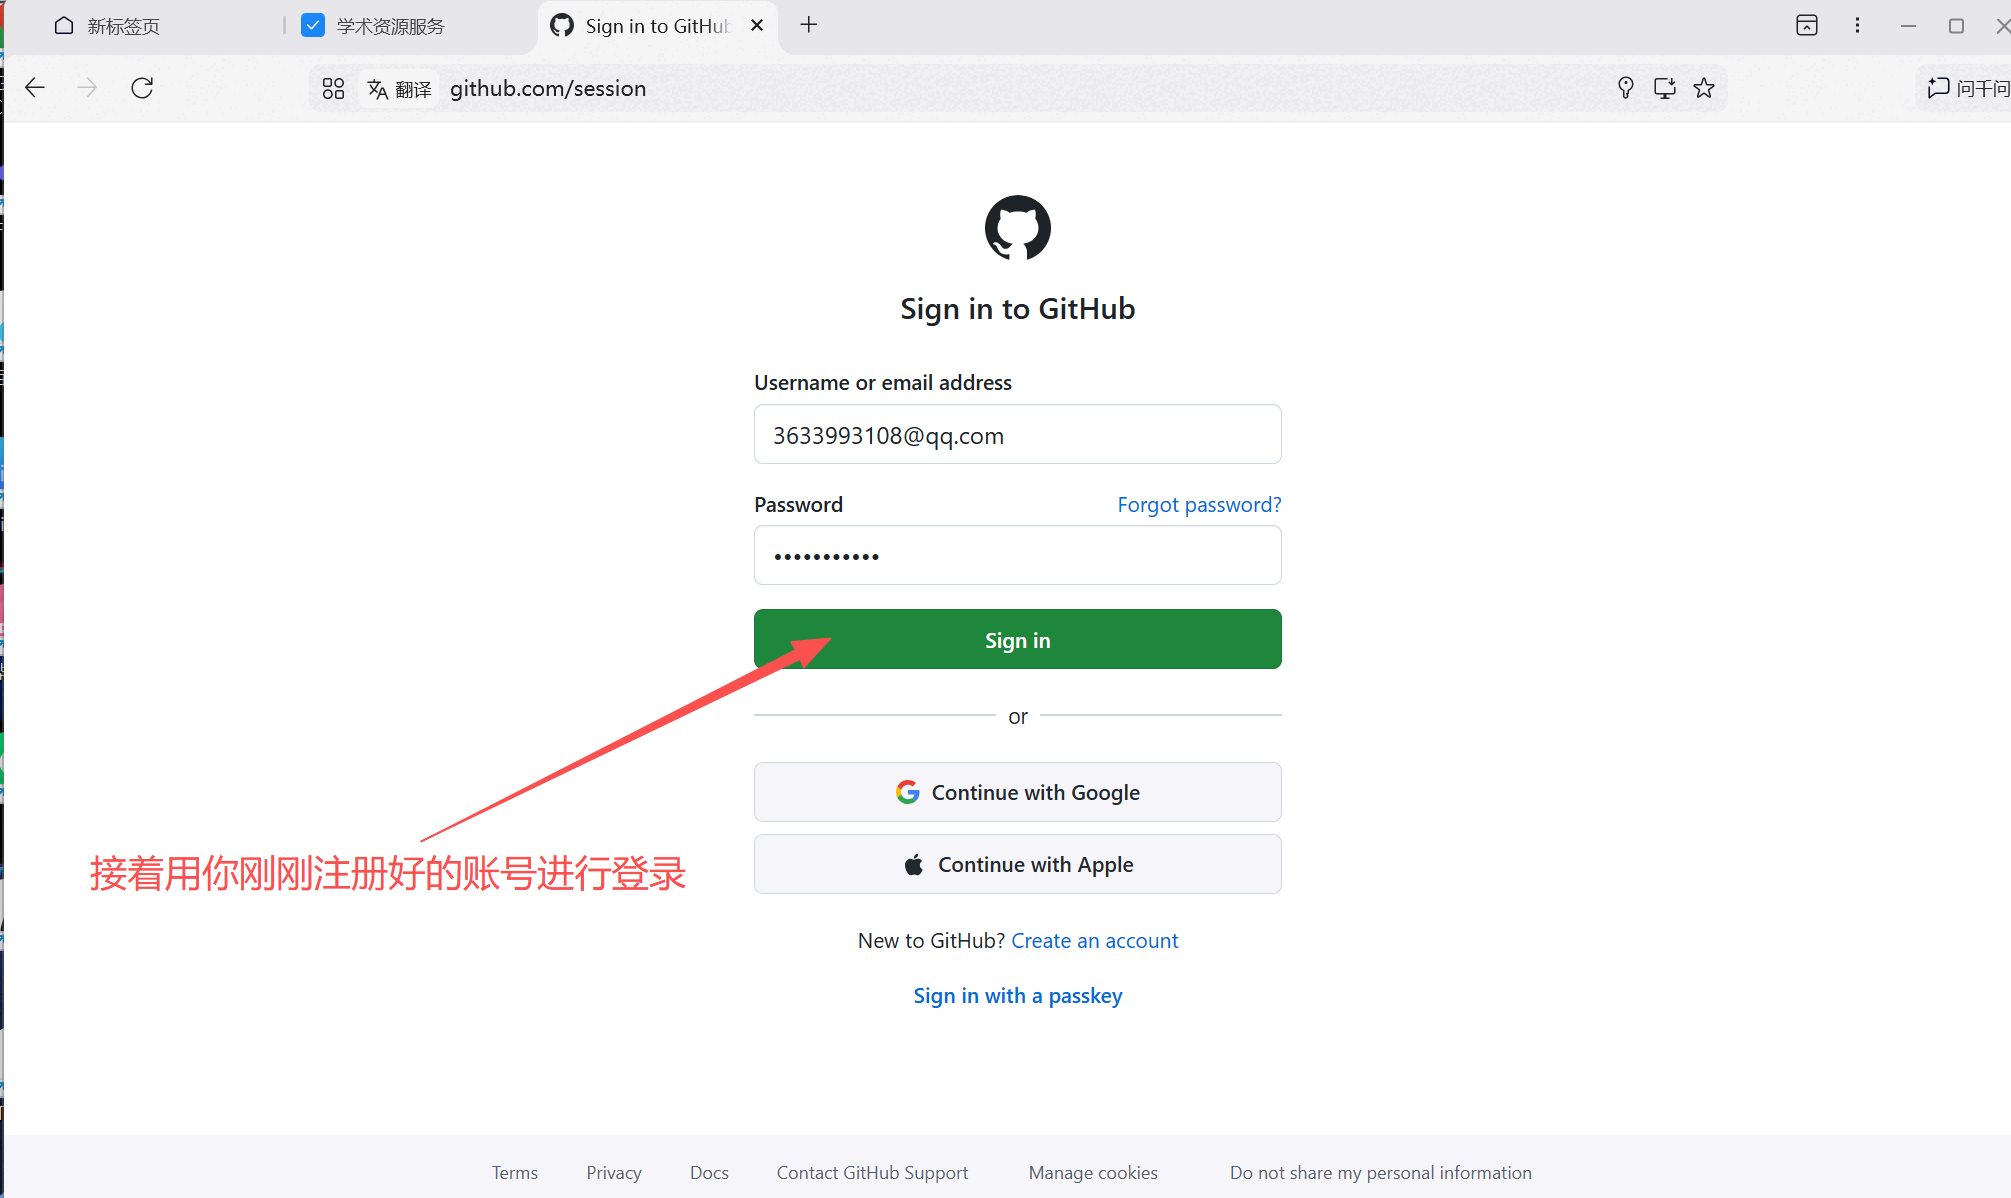 新标签页
学术资源服务
Sign in to GitHub
翻译
github.com/session
问千问
Sign in to GitHub
Username or email address
3633993108@qq.com
Password
Forgot password?
Sign in
or
Continue with Google
Continue with Apple
接着用你刚刚注册好的账号进行登录
New to GitHub? Create an account
Sign in with a passkey
Terms
Privacy
Docs
Contact GitHub Support
Manage cookies
Do not share my personal information